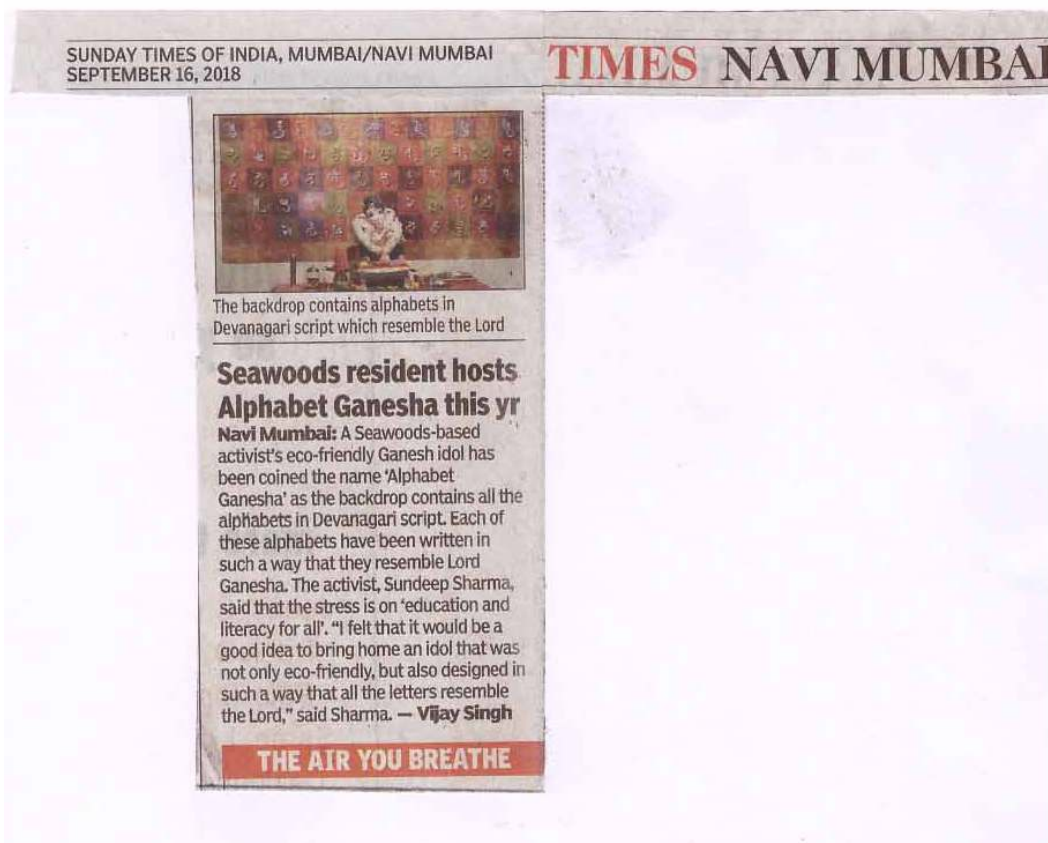 SUNDAY TIMES OF INDIA, MUMBAI/NAVI MUMBAI
SEPTEMBER 16, 2018
TIMES NAVI MUMBAI
The backdrop contains alphabets in
Devanagari script which resemble the Lord
Seawoods resident hosts
Alphabet Ganesha this yr
Navi Mumbai: A Seawoods-based
activist's eco-friendly Ganesh idol has
been coined the name 'Alphabet
Ganesha' as the backdrop contains all the
alphabets in Devanagari script. Each of
these alphabets have been written in
such a way that they resemble Lord
Ganesha. The activist, Sundeep Sharma,
said that the stress is on 'education and
literacy for all'. "I felt that it would be a
good idea to bring home an idol that was
not only eco-friendly, but also designed in
such a way that all the letters resemble
the Lord," said Sharma. — Vijay Singh
THE AIR YOU BREATHE